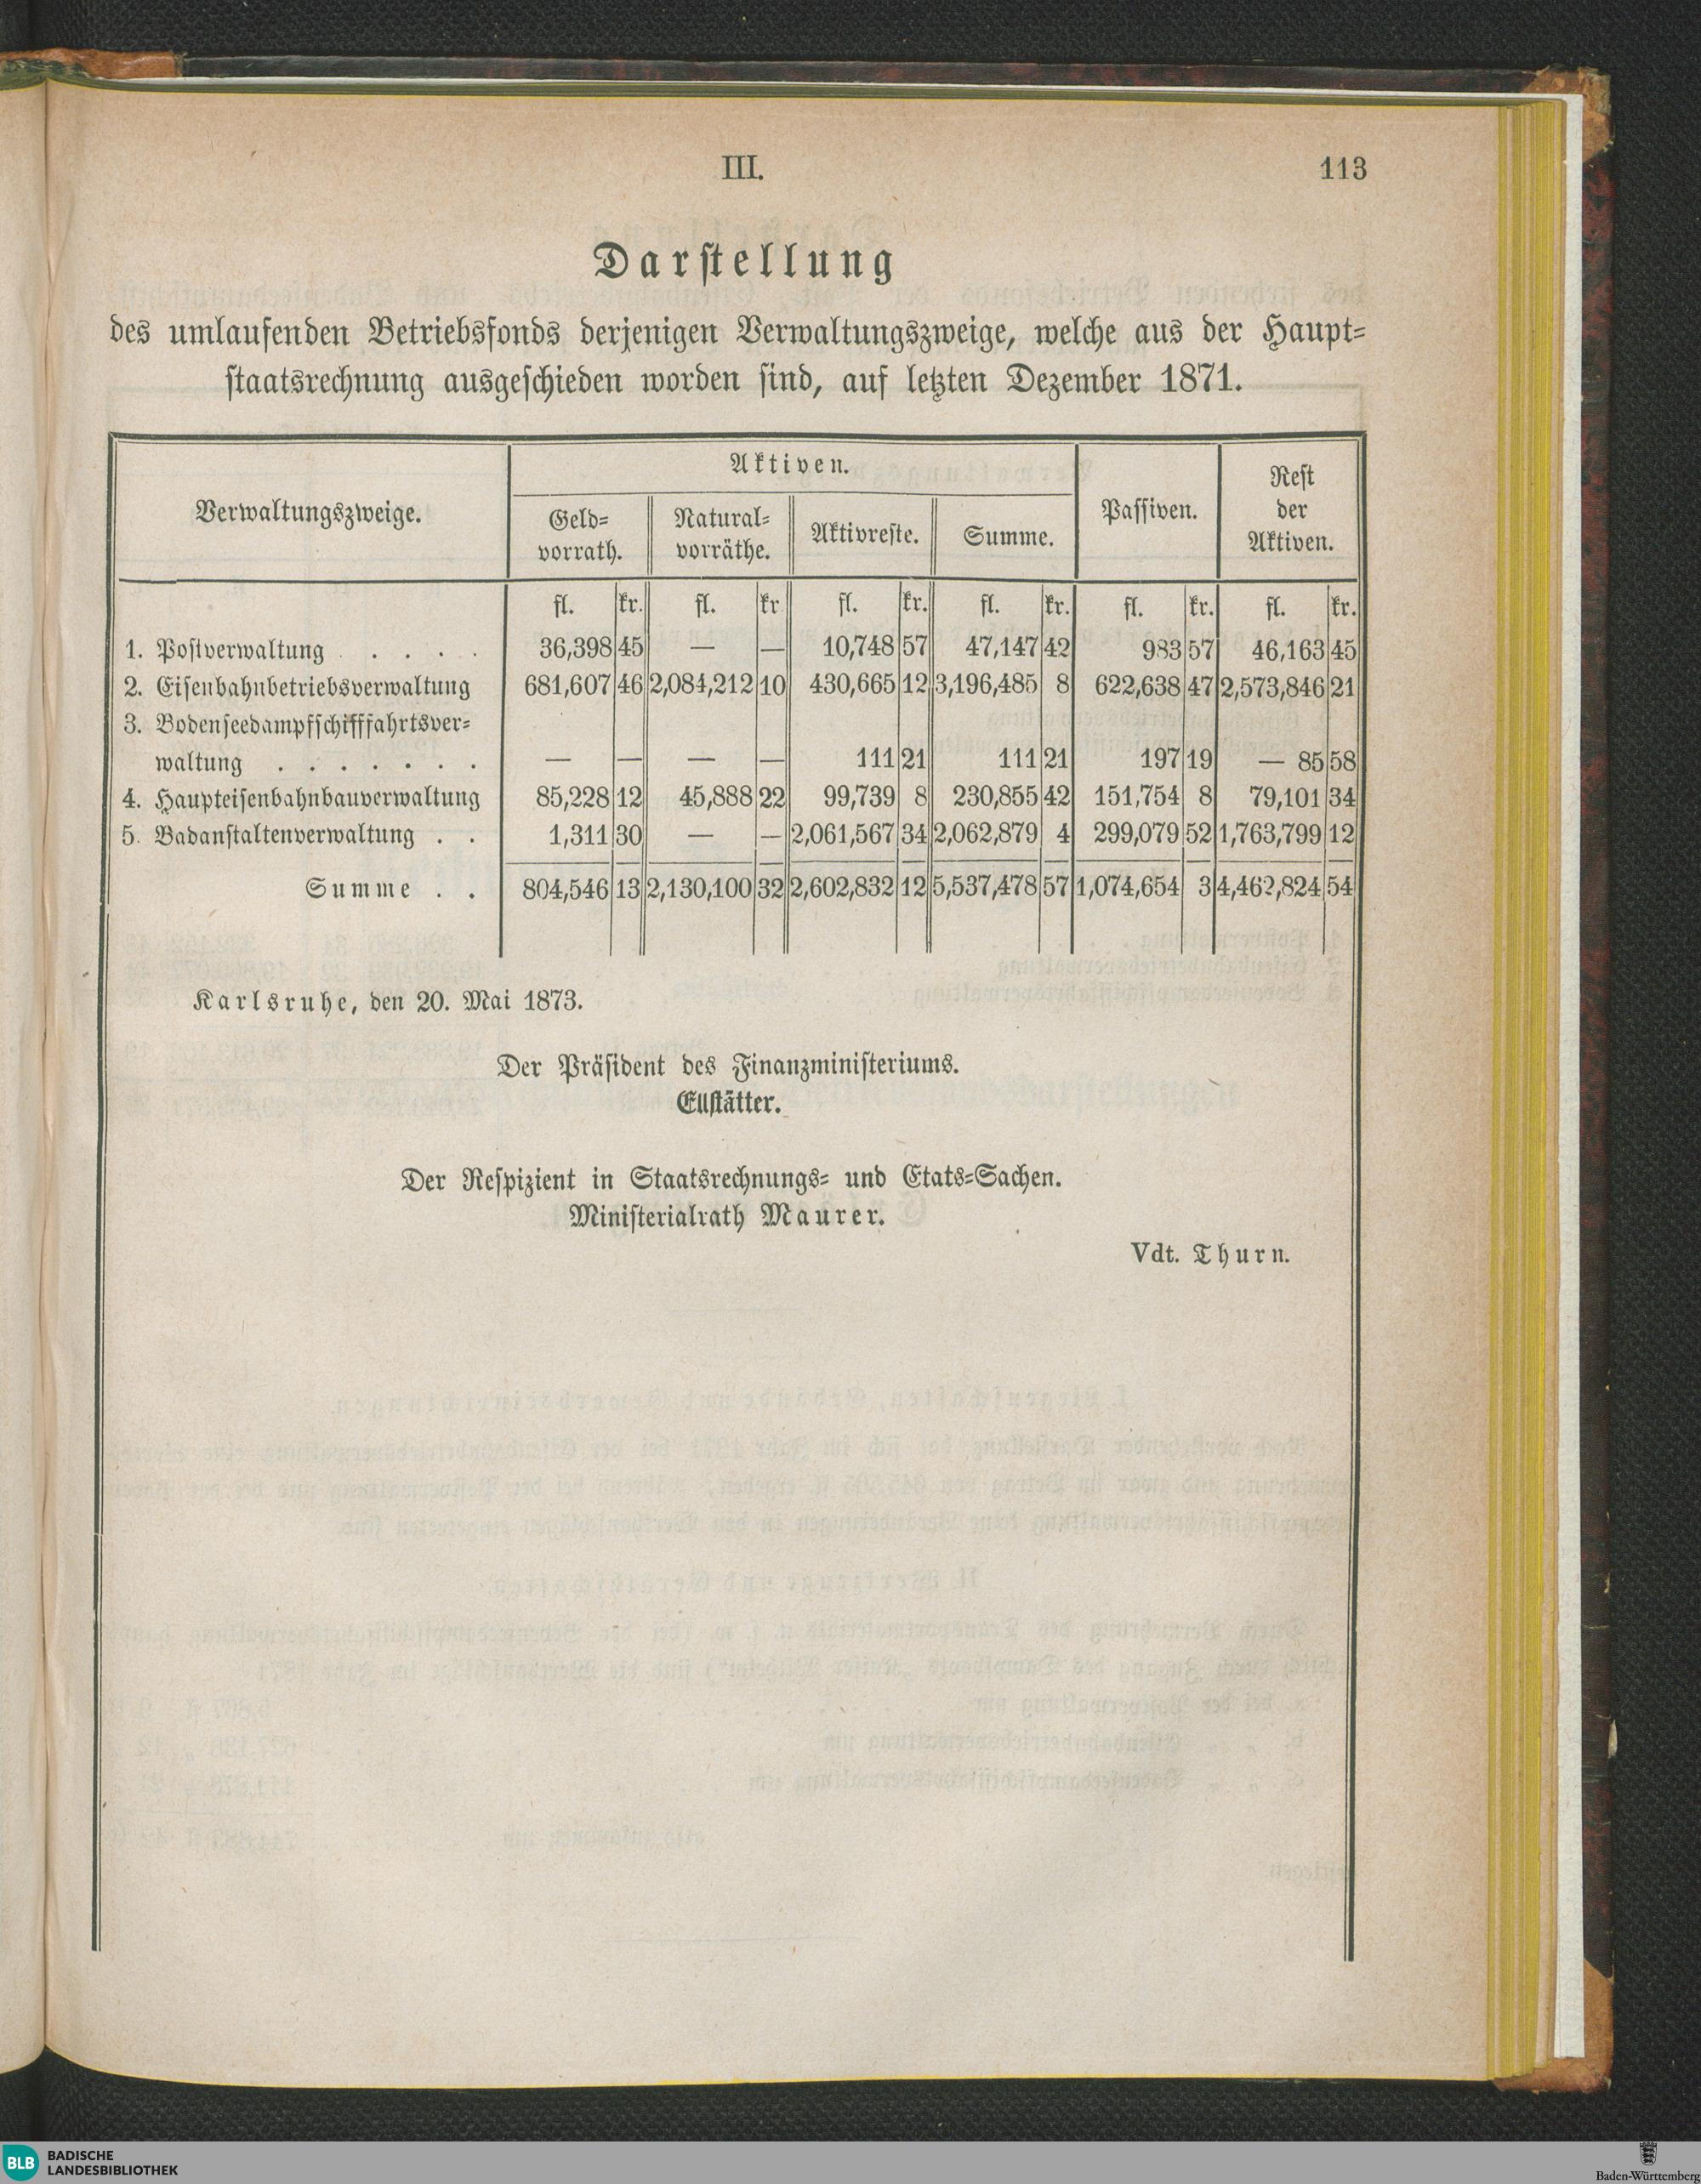 III. 113
Darstellung
des umlaufenden Betriebsfonds derjenigen Verwaltungszweige, welche aus der Haupt-
staatsrechnung ausgeschieden worden sind, auf letzten Dezember 1871.
Verwaltungszweige. Aktiven. Passiven. Rest der Aktiven.
Geld-vorrath. Natural-vorräthe. Aktivreste. Summe.
fl. kr. fl. kr fl. kr. fl. kr. fl. kr. fl. kr.
1. Postverwaltung . . . . 36,398 45 — — 10,748 57 47,147 42 983 57 46,163 45
2. Eisenbahnbetriebsverwaltung 681,607 46 2,084,212 10 430,665 12 3,196,485 8 622,638 47 2,573,846 21
3. Bodenseedampfschifffahrtsver-
waltung . . . . . . . — — — — 111 21 111 21 197 19 — 85 58
4. Haupteisenbahnbauverwaltung 85,228 12 45,888 22 99,739 8 230,855 42 151,754 8 79,101 34
5. Badanstaltenverwaltung . . 1,311 30 — — 2,061,567 34 2,062,879 4 299,079 52 1,763,799 12
Summe . . 804,546 13 2,130,100 32 2,602,832 12 5,537,478 57 1,074,654 3 4,462,824 54
Karlsruhe, den 20. Mai 1873.
Der Präsident des Finanzministeriums.
Ellstätter.
Der Respizient in Staatsrechnungs- und Etats-Sachen.
Ministerialrath Maurer.
Vdt. Thurn.
BLB BADISCHE
LANDESBIBLIOTHEK
Baden-Württemberg